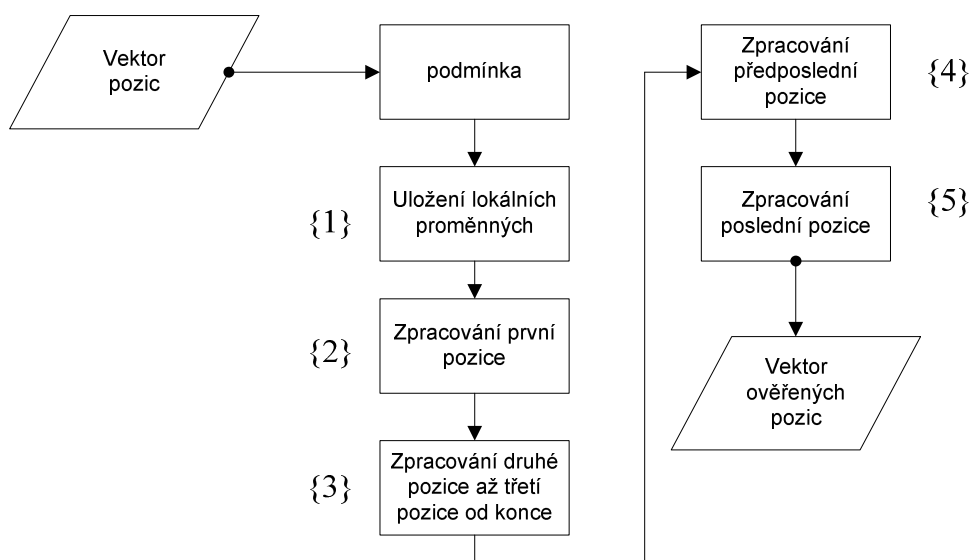 Vektor
pozic
podmínka
{1}
Uložení lokálních
proměnných
{2}
Zpracování první
pozice
{3}
Zpracování druhé
pozice až třetí
pozice od konce
Zpracování
předposlední
pozice
{4}
Zpracování
poslední pozice
{5}
Vektor
ověřených
pozic